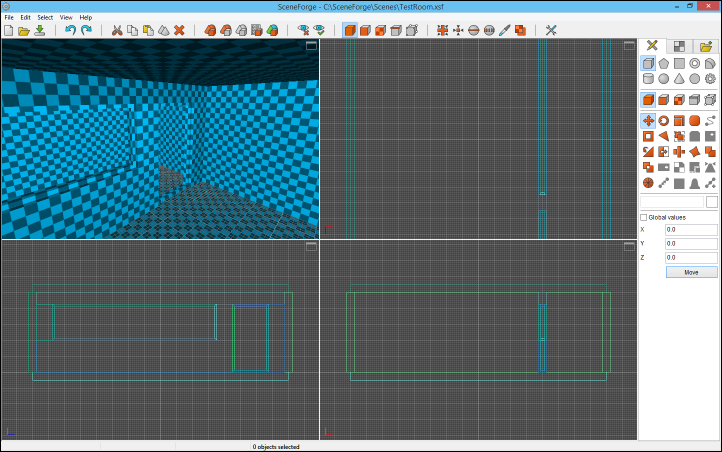 SceneForge - C:\SceneForge\Scenes\TestRoom.xsf
File Edit Select View Help
Global values
X 0.0
Y 0.0
Z 0.0
Move
0 objects selected